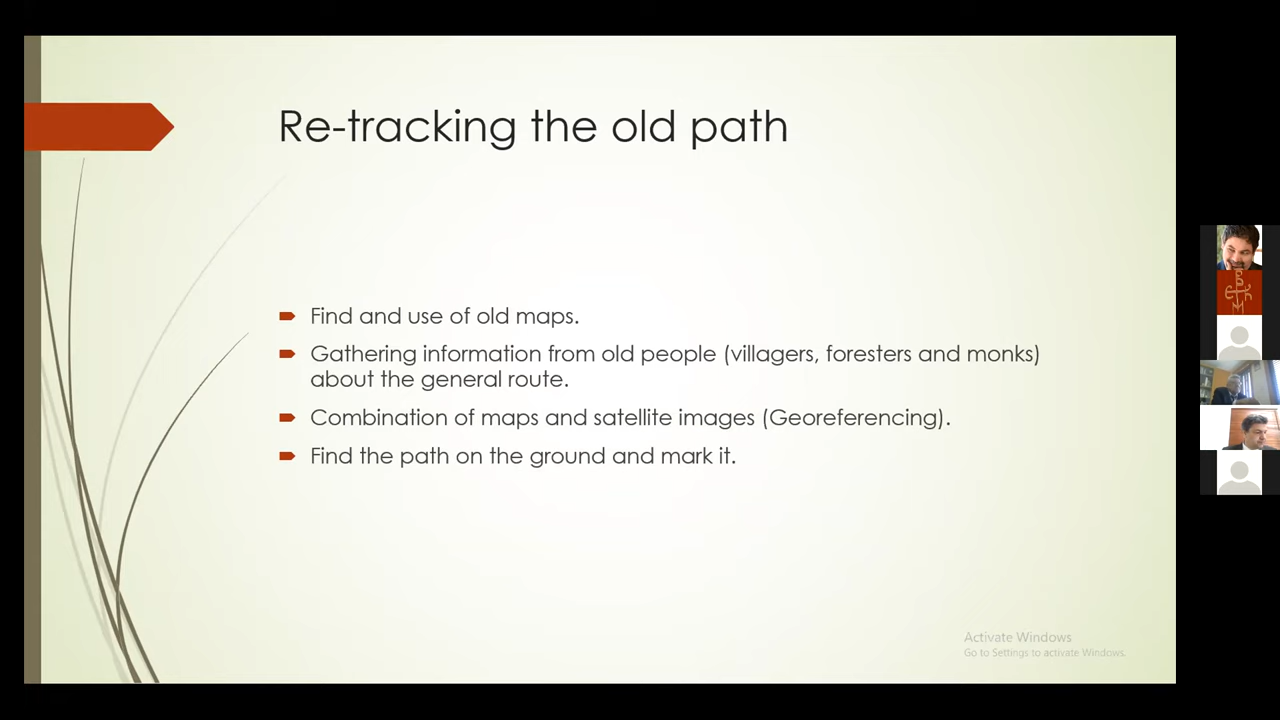 Re-tracking the old path
Find and use of old maps.
Gathering information from old people (villagers, foresters and monks)
about the general route.
Combination of maps and satellite images (Georeferencing).
Find the path on the ground and mark it.
Activate Windows
Go to Settings to activate Windows.